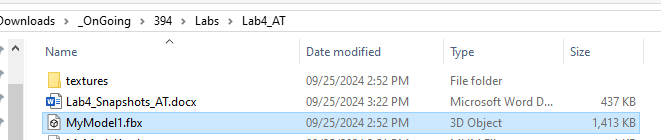 Downloads > _OnGoing > 394 > Labs > Lab4_AT
Name Date modified Type Size
textures 09/25/2024 2:52 PM File folder
Lab4_Snapshots_AT.docx 09/25/2024 3:22 PM Microsoft Word D... 437 KB
MyModel1.fbx 09/25/2024 2:52 PM 3D Object 1,413 KB